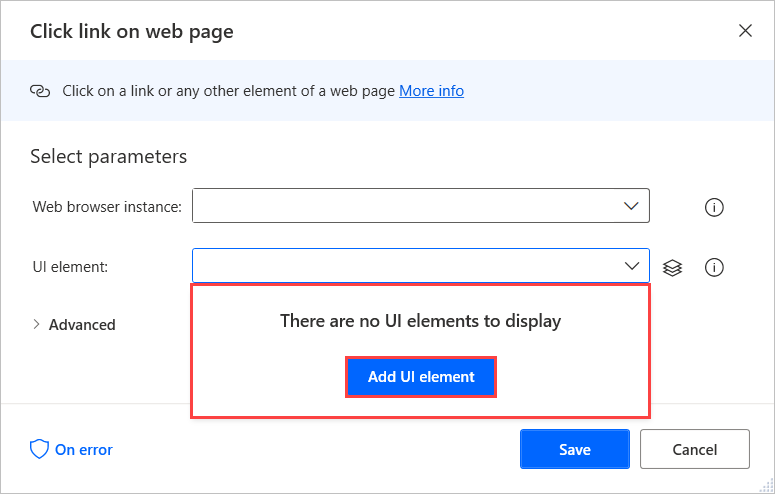 Click link on web page
Click on a link or any other element of a web page More info
Select parameters
Web browser instance:
UI element:
There are no UI elements to display
Advanced
Add UI element
On error
Save
Cancel